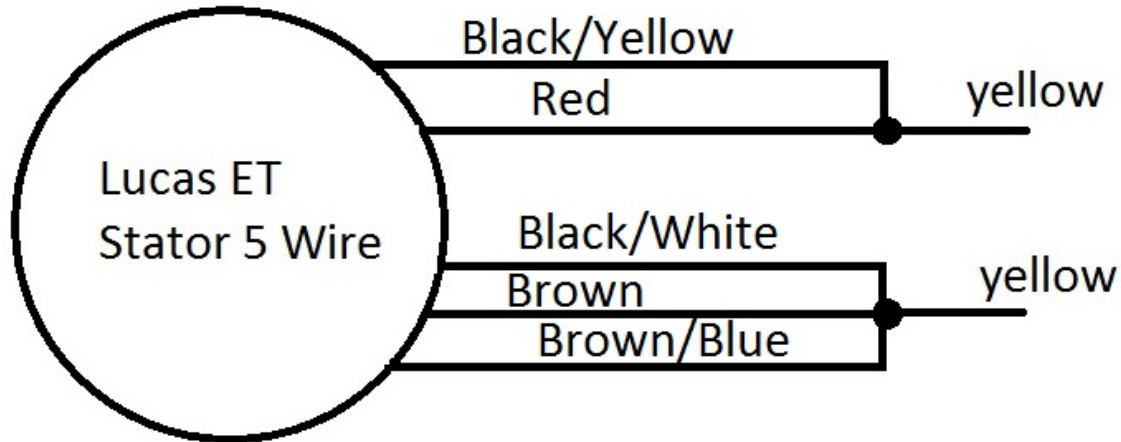 Black/Yellow
Red
yellow
Lucas ET
Stator 5 Wire
Black/White
Brown
yellow
Brown/Blue